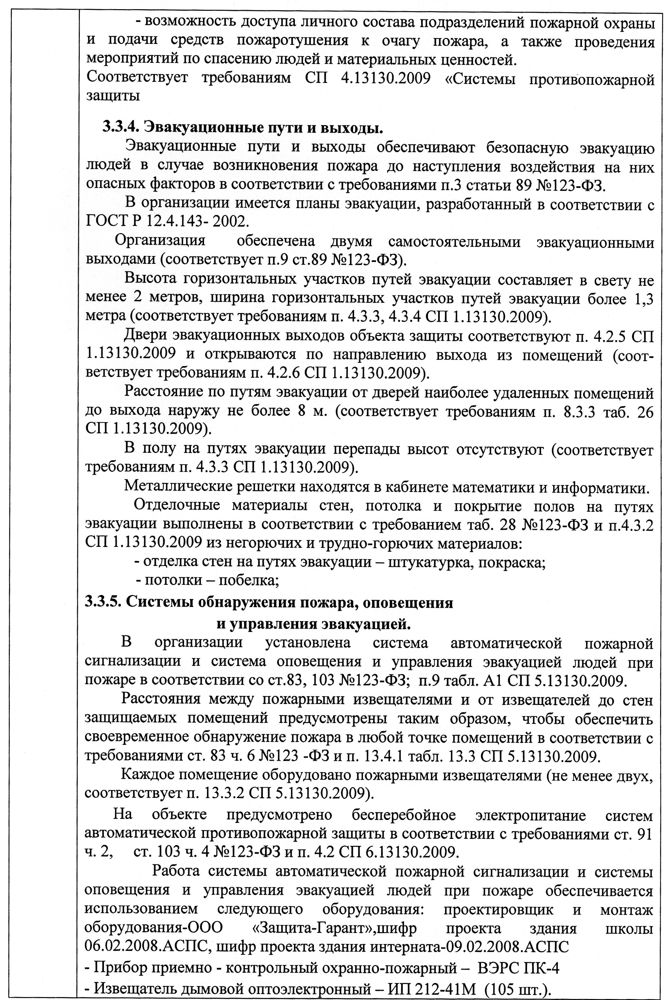 - возможность доступа личного состава подразделений пожарной охраны
и подачи средств пожаротушения к очагу пожара, а также проведения
мероприятий по спасению людей и материальных ценностей.
Соответствует требованиям СП 4.13130.2009 «Системы противопожарной
защиты
3.3.4. Эвакуационные пути и выходы.
Эвакуационные пути и выходы обеспечивают безопасную эвакуацию
людей в случае возникновения пожара до наступления воздействия на них
опасных факторов в соответствии с требованиями п.3 статьи 89 №123-ФЗ.
В организации имеется планы эвакуации, разработанный в соответствии с
ГОСТ Р 12.4.143- 2002.
Организация обеспечена двумя самостоятельными эвакуационными
выходами (соответствует п.9 ст.89 №123-ФЗ).
Высота горизонтальных участков путей эвакуации составляет в свету не
менее 2 метров, ширина горизонтальных участков путей эвакуации более 1,3
метра (соответствует требованиям п. 4.3.3, 4.3.4 СП 1.13130.2009).
Двери эвакуационных выходов объекта защиты соответствуют п. 4.2.5 СП
1.13130.2009 и открываются по направлению выхода из помещений (соот-
ветствует требованиям п. 4.2.6 СП 1.13130.2009).
Расстояние по путям эвакуации от дверей наиболее удаленных помещений
до выхода наружу не более 8 м. (соответствует требованиям п. 8.3.3 таб. 26
СП 1.13130.2009).
В полу на путях эвакуации перепады высот отсутствуют (соответствует
требованиям п. 4.3.3 СП 1.13130.2009).
Металлические решетки находятся в кабинете математики и информатики.
Отделочные материалы стен, потолка и покрытие полов на путях
эвакуации выполнены в соответствии с требованием таб. 28 №123-ФЗ и п.4.3.2
СП 1.13130.2009 из негорючих и трудно-горючих материалов:
- отделка стен на путях эвакуации – штукатурка, покраска;
- потолки – побелка;
3.3.5. Системы обнаружения пожара, оповещения
и управления эвакуацией.
В организации установлена система автоматической пожарной
сигнализации и система оповещения и управления эвакуацией людей при
пожаре в соответствии со ст.83, 103 №123-ФЗ; п.9 табл. А1 СП 5.13130.2009.
Расстояния между пожарными извещателями и от извещателей до стен
защищаемых помещений предусмотрены таким образом, чтобы обеспечить
своевременное обнаружение пожара в любой точке помещений в соответствии с
требованиями ст. 83 ч. 6 №123 -ФЗ и п. 13.4.1 табл. 13.3 СП 5.13130.2009.
Каждое помещение оборудовано пожарными извещателями (не менее двух,
соответствует п. 13.3.2 СП 5.13130.2009).
На объекте предусмотрено бесперебойное электропитание систем
автоматической противопожарной защиты в соответствии с требованиями ст. 91
ч. 2, ст. 103 ч. 4 №123-ФЗ и п. 4.2 СП 6.13130.2009.
Работа системы автоматической пожарной сигнализации и системы
оповещения и управления эвакуацией людей при пожаре обеспечивается
использованием следующего оборудования: проектировщик и монтаж
оборудования-ООО «Защита-Гарант»,шифр проекта здания школы
06.02.2008.АСПС, шифр проекта здания интерната-09.02.2008.АСПС
- Прибор приемно - контрольный охранно-пожарный – ВЭРС ПК-4
- Извещатель дымовой оптоэлектронный – ИП 212-41М (105 шт.).